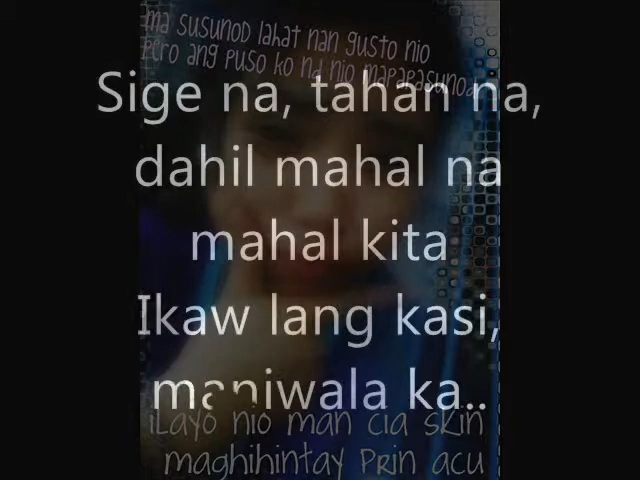 ma susunod lahat nan gusto nio
pero ang puso ko nd nio mapapasunod
Sige na, tahan na,
dahil mahal na
mahal kita
Ikaw lang kasi,
maniwala ka..
iLayo nio man cia skin
maghihintay prin acu